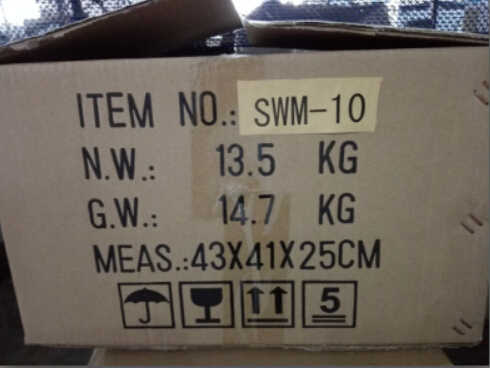 ITEM NO.: SWM-10
N.W.: 13.5 KG
G.W.: 14.7 KG
MEAS.:43X41X25CM
5